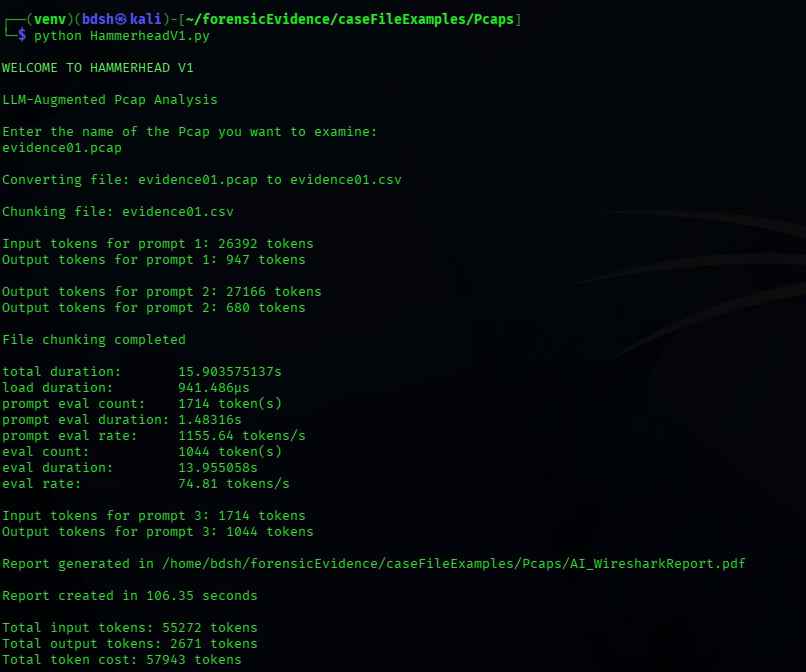 ┌──(venv)(bdsh㉿kali)-[~/forensicEvidence/caseFileExamples/Pcaps]
└─$ python HammerheadV1.py
WELCOME TO HAMMERHEAD V1
LLM-Augmented Pcap Analysis
Enter the name of the Pcap you want to examine:
evidence01.pcap
Converting file: evidence01.pcap to evidence01.csv
Chunking file: evidence01.csv
Input tokens for prompt 1: 26392 tokens
Output tokens for prompt 1: 947 tokens
Output tokens for prompt 2: 27166 tokens
Output tokens for prompt 2: 680 tokens
File chunking completed
total duration:       15.903575137s
load duration:        941.486µs
prompt eval count:    1714 token(s)
prompt eval duration: 1.48316s
prompt eval rate:     1155.64 tokens/s
eval count:           1044 token(s)
eval duration:        13.955058s
eval rate:            74.81 tokens/s
Input tokens for prompt 3: 1714 tokens
Output tokens for prompt 3: 1044 tokens
Report generated in /home/bdsh/forensicEvidence/caseFileExamples/Pcaps/AI_WiresharkReport.pdf
Report created in 106.35 seconds
Total input tokens: 55272 tokens
Total output tokens: 2671 tokens
Total token cost: 57943 tokens